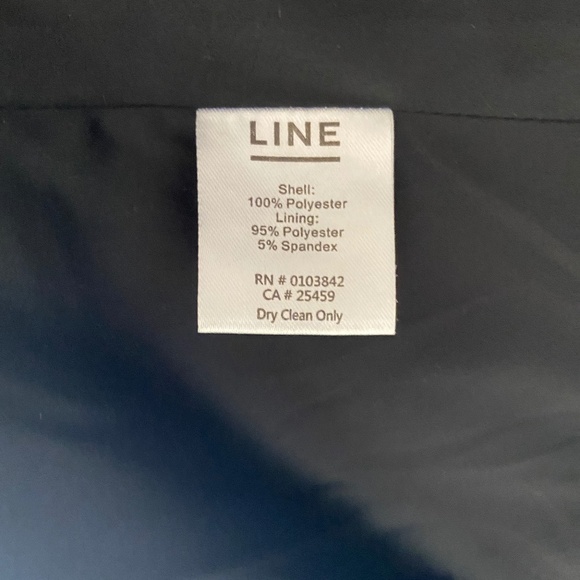 LINE
Shell:
100% Polyester
Lining:
95% Polyester
5% Spandex
RN # 0103842
CA # 25459
Dry Clean Only